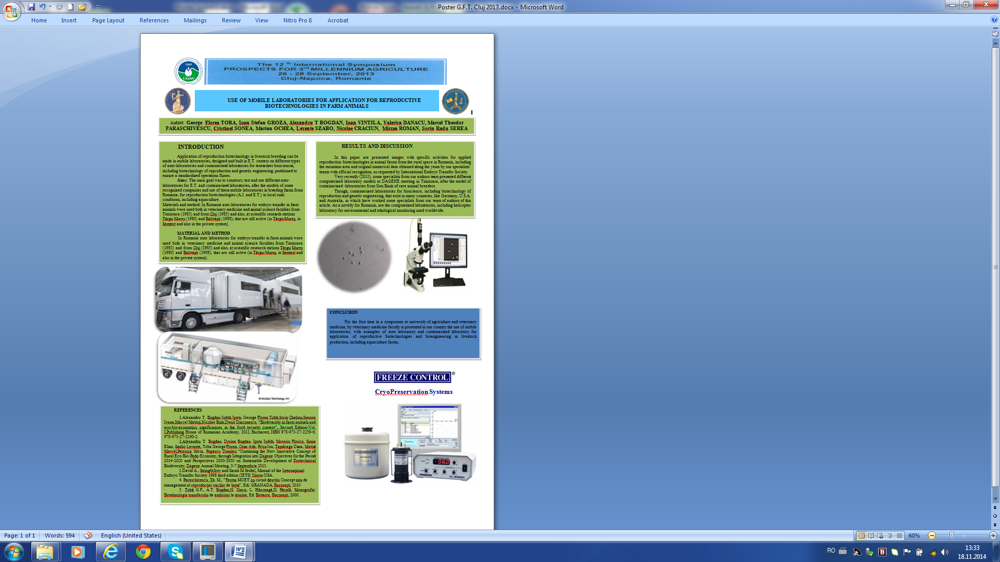 Poster G.F.T. Cluj 2013.docx - Microsoft Word
Home Insert Page Layout References Mailings Review View Nitro Pro 8 Acrobat
1869
USAMV
The 12 th International Symposium
PROSPECTS FOR 3rd MILLENNIUM AGRICULTURE
26 - 28 September, 2013
Cluj-Napoca, Romania
USE OF MOBILE LABORATORIES FOR APPLICATION FOR REPRODUCTIVE
BIOTECHNOLOGIES IN FARM ANIMALS
Autori: George Florea TOBA, Ioan Stefan GROZA, Alexandru T BOGDAN, Ioan VINTILA, Valerica DANACU, Marcel Theodor
PARASCHIVESCU, Cristinel SONEA, Marian OCHEA, Levente SZABO, Nicolae CRACIUN, Mircea ROMAN, Sorin Radu SEREA
INTRODUCTION
Application of reproduction biotechnology in livestock breeding can be
made in mobile laboratories, designed and built in E.T. centers on different types
of auto-laboratories and containerized laboratories for researches biosciences,
including biotechnology of reproduction and genetic engineering, partitioned to
ensure a standardized operations fluxes.
Aims: The main goal was to construct, test and use different auto-
laboratories for E.T. and containerized laboratories, after the models of some
recognized companies and use of these mobile laboratories in breeding farms from
Romania, for reproduction biotechnologies (A.I. and E.T.) in local rural
conditions, including aquaculture.
Materials and method: In Romania auto laboratories for embryo transfer in farm
animals were used both in veterinary medicine and animal science faculties from
Timisoara (1983) and from Cluj (1985) and also, at scientific research stations
Târgu Mures (1980) and Baloteşti (1988); that are still active (in Târgu-Mures, in
Semtest and also in the private system).
MATERIAL AND METHOD
In Romania auto laboratories for embryo transfer in farm animals were
used both in veterinary medicine and animal science faculties from Timisoara
(1983) and from Cluj (1985) and also, at scientific research stations Târgu Mures
(1980) and Baloteşti (1988); that are still active (in Târgu-Mures, in Semtest and
also in the private system).
RESULTS AND DISCUSSION
In this paper are presented images with specific activities for applied
reproduction biotechnologies in animal farms from the rural space in Romania, including
the mountain area and original numerical data obtained along the years by our specialists'
teams with official recognition, as requested by International Embryo Transfer Society.
Very recently (2013), some specialists from our authors team presented different
computerized laboratory models at DAGENE meeting in Timisoara, after the model of
containerized -laboratories from Gen Bank of rare animal breeders.
Though, containerized laboratories for bioscience, including biotechnology of
reproduction and genetic engineering, that exist in many countries, like Germany, U.S.A.
and Australia, in which have worked some specialists from our team of authors of this
article. As a novelty for Romania, are the computerized laboratories, including helicopter
laboratory for environmental and ethological monitoring used worldwide.
CONCLUSION
For the first time in a symposium at university of agriculture and veterinary
medicine, by veterinary medicine faculty is presented in our country the use of mobile
laboratories, with examples of auto laboratory and containerized laboratory for
application of reproductive biotechnologies and bioengineering in livestock
production, including aquaculture farms.
FREEZE CONTROL®
CryoPreservation Systems
CL-8800i
REFERENCES
1.Alexandru T. Bogdan, Iudith Ipate, George Florea Tobă, Sorin Chelmu, Simona
Ivana, Marcel Matiuti, Nicolae Bulz, Denis Diaconescu, "Biodiversity in farm animals and
eco-bio-economics significances in the food security context", Second Edition-Vol.
I, Publishing House of Romanian Academy, 2012, Bucharest, ISBN 978-973-27-2259-6;
978-973-27-2260-2.
2.Alexandru T. Bogdan, Dorina Bogdan, Ipate Iudith, Moraru Florica, Simiz
Eliza, Szabo Levente, Toba George Florea, Cean Ada, Prica Ion, Tapaloaga Dana, Matiuti
Marcel, Patruica Silvia, Popescu Dumitru "Continuing the New Innovative Concept of
Rural Eco-Bio-Pedo-Economy, through Integration into Dagene Objectives for the Period
2014-2020 and Perspectives 2030-2050 on Sustainable Development of Zootechnical
Biodiversity, Dagene Annual Meeting, 5-7 Septembrie 2013.
3.David A., Stringfellow and Sarah M Seidel, Manual of the International
Embryo Transfer Society 1998 third edition (IETS) Ilinois-USA.
4. Paraschivescu, Th. M., "Ferma MOET cu circuit deschis Concept nou de
management al reproducţiei vacilor de lapte", Edi. GRANADA, Bucureşti, 2010
5. Tobă G.F., A.T. Bogdan, N. Ilinca, L. Hărceagă, N. Păcală, Monografie:
Biotehnologia transferului de embrioni la taurine, Ed. Bioterra, Bucureşti, 2000.
Page: 1 of 1 Words: 594 English (United States) 60%
RO 13:33
18.11.2014